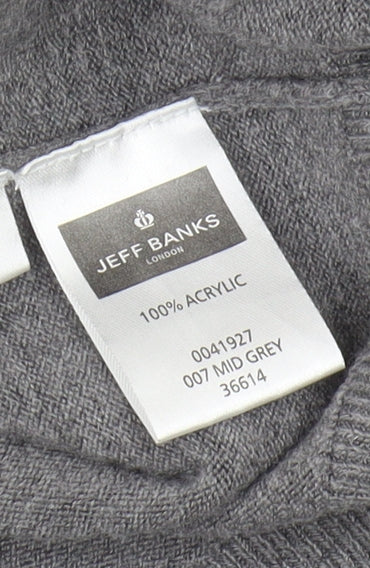 JEFF BANKS
LONDON
100% ACRYLIC
0041927
007 MID GREY
36614